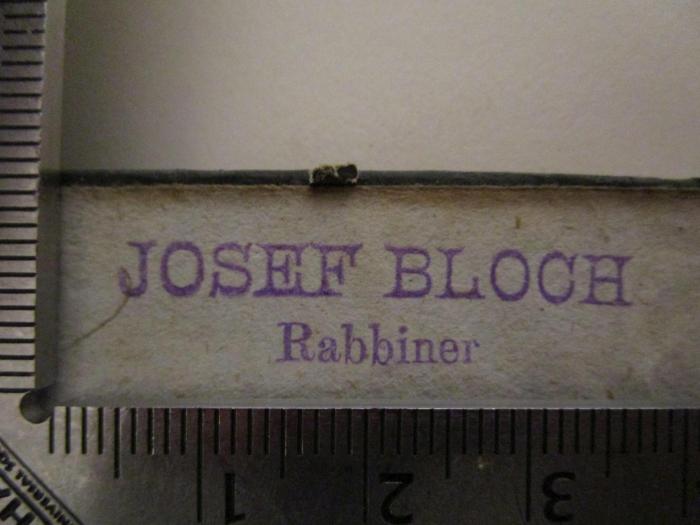 JOSEF BLOCH
Rabbiner
1 2 3